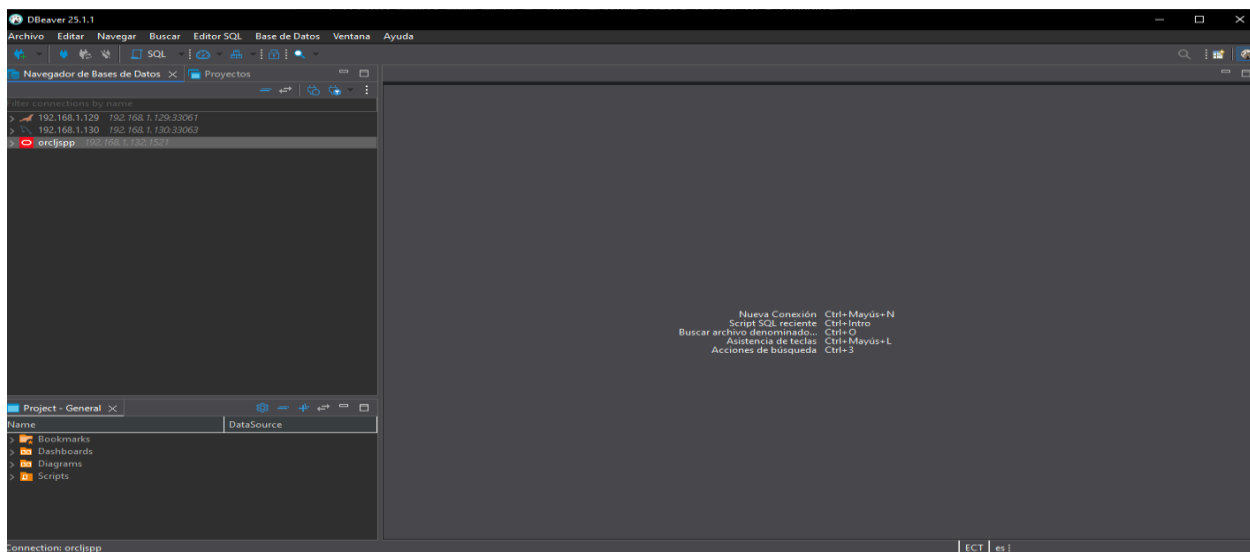 DBeaver 25.1.1
Archivo Editar Navegar Buscar Editor SQL Base de Datos Ventana Ayuda
SQL
Navegador de Bases de Datos Proyectos
Filter connections by name
192.168.1.129 192.168.1.129:33061
192.168.1.130 192.168.1.130:33063
orcljspp 192.168.1.132:1521
Nueva Conexión Ctrl+Mayús+N
Script SQL reciente Ctrl+Intro
Buscar archivo denominado... Ctrl+O
Asistencia de teclas Ctrl+Mayús+L
Acciones de búsqueda Ctrl+3
Project - General
Name DataSource
Bookmarks
Dashboards
Diagrams
Scripts
Connection: orcljspp ECT es